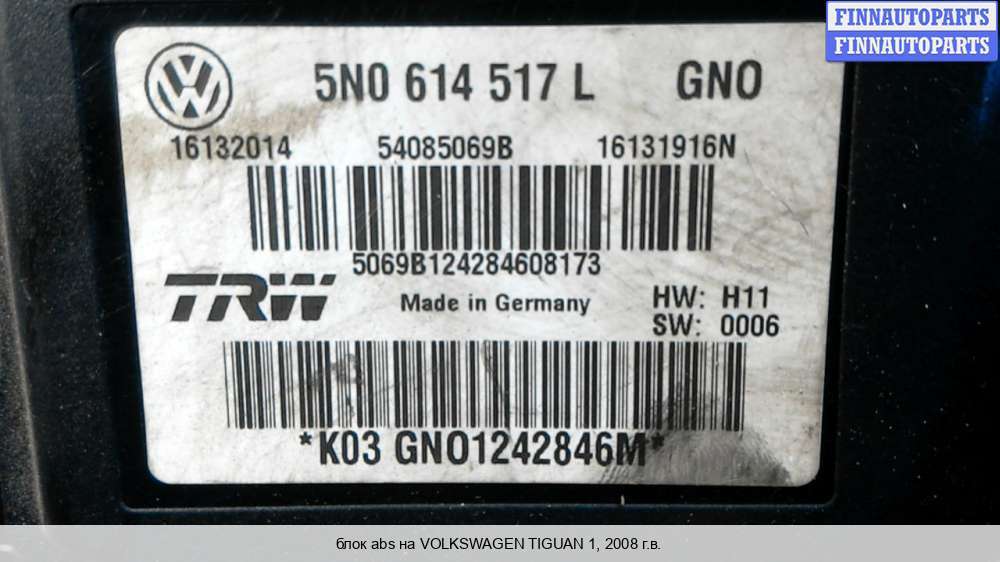 FINNAUTOPARTS
FINNAUTOPARTS
5N0 614 517 L GNO
16132014 54085069B 16131916N
5069B124284608173
TRW Made in Germany HW: H11
SW: 0006
*K03 GNO1242846M*
блок abs на VOLKSWAGEN TIGUAN 1, 2008 г.в.